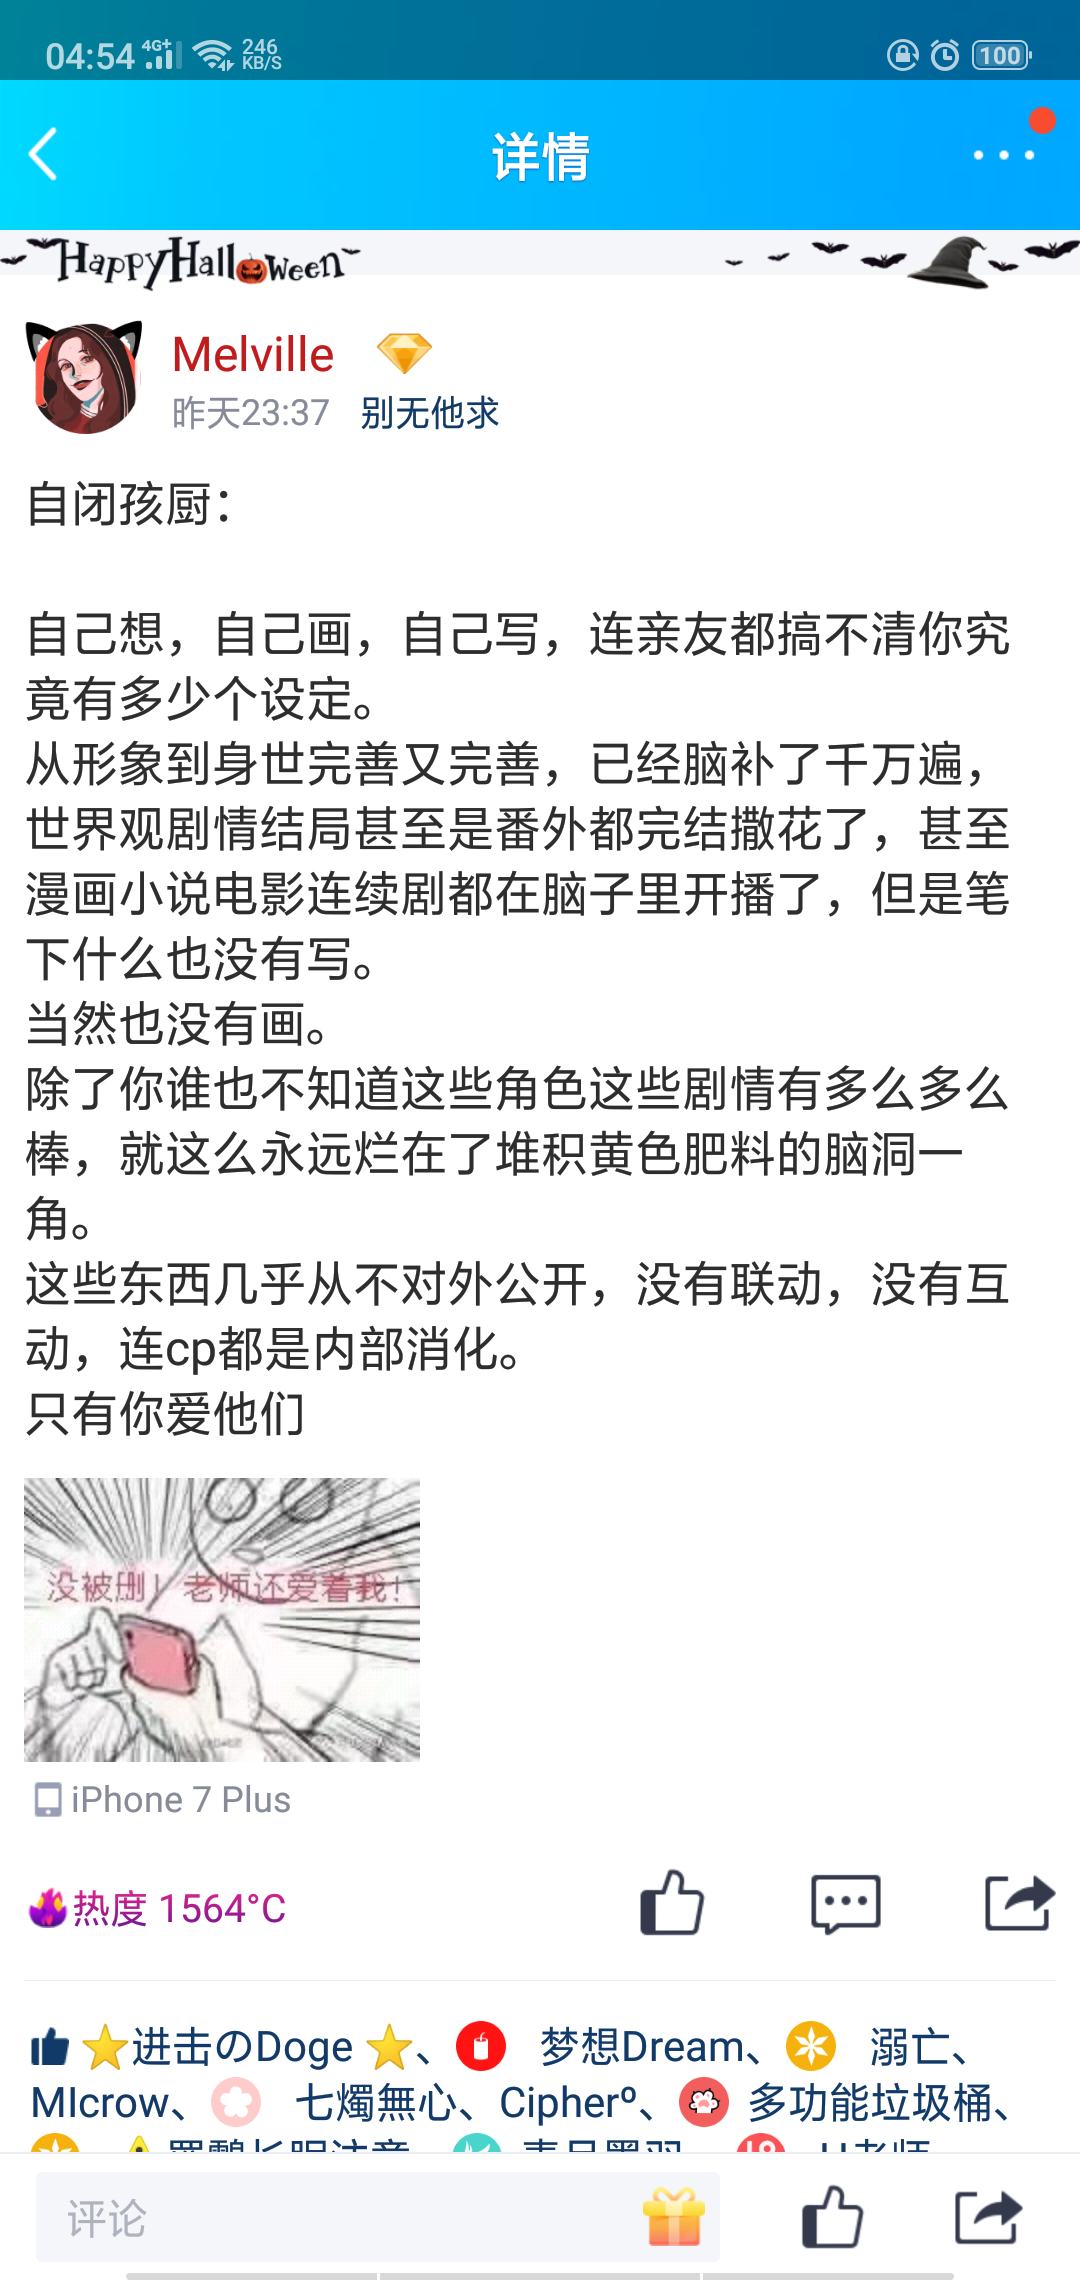 04:54 4G+ 246 KB/S 100
详情
HappyHalloween
Melville
昨天23:37 别无他求
自闭孩厨：
自己想，自己画，自己写，连亲友都搞不清你究
竟有多少个设定。
从形象到身世完善又完善，已经脑补了千万遍，
世界观剧情结局甚至是番外都完结撒花了，甚至
漫画小说电影连续剧都在脑子里开播了，但是笔
下什么也没有写。
当然也没有画。
除了你谁也不知道这些角色这些剧情有多么多么
棒，就这么永远烂在了堆积黄色肥料的脑洞一
角。
这些东西几乎从不对外公开，没有联动，没有互
动，连cp都是内部消化。
只有你爱他们
没被删！老师还爱着我！
iPhone 7 Plus
热度 1564°C
进击のDoge、梦想Dream、溺亡、
MIcrow、七燭無心、Cipherº、多功能垃圾桶、
评论